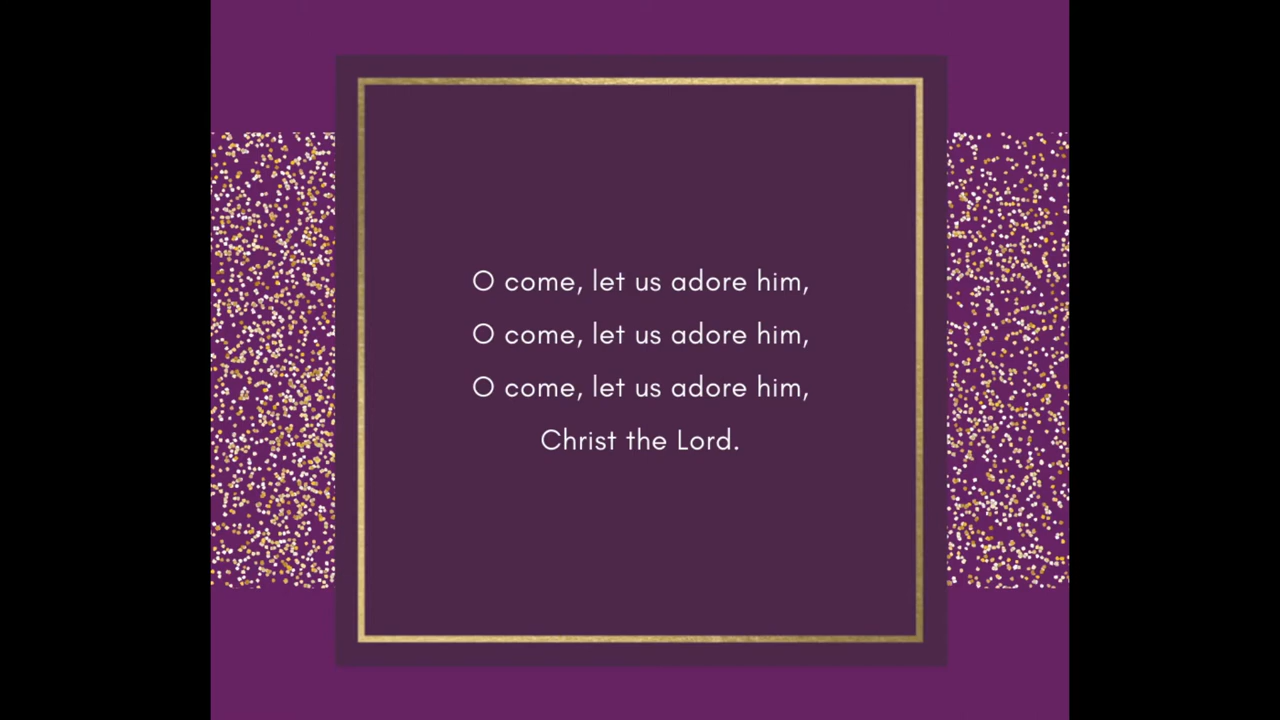 O come, let us adore him,
O come, let us adore him,
O come, let us adore him,
Christ the Lord.